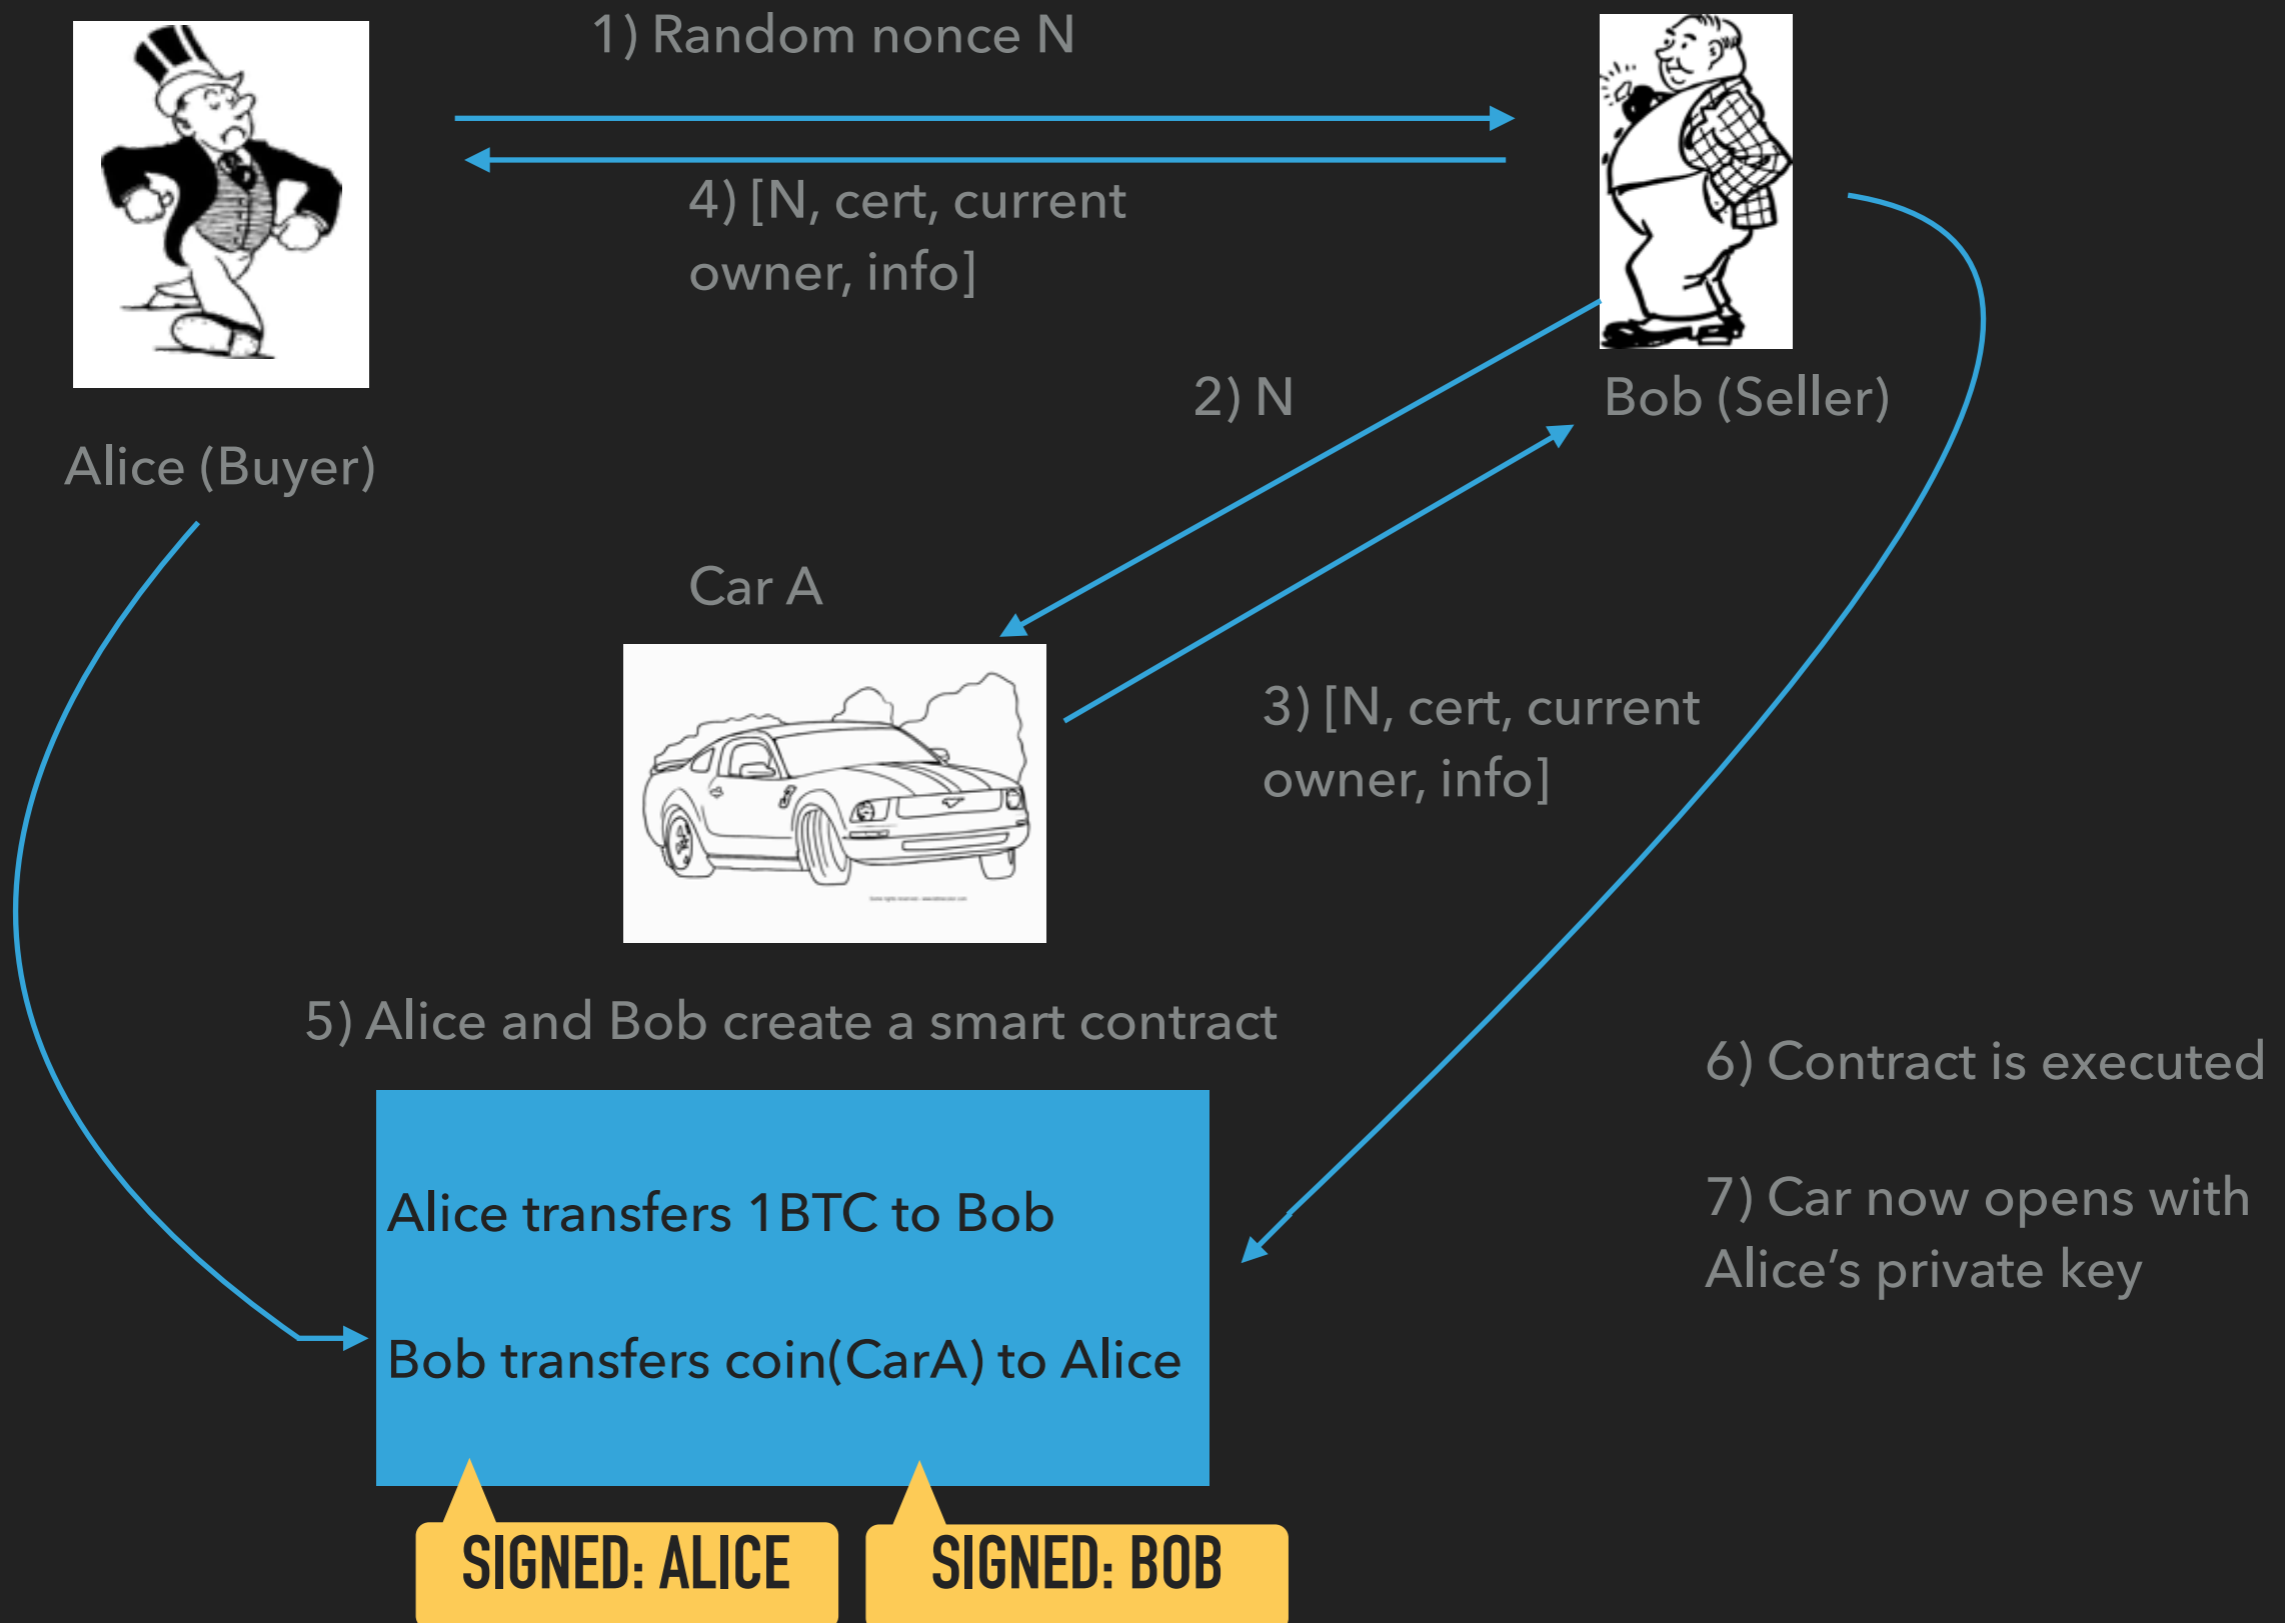 1) Random nonce N
4) [N, cert, current
owner, info]
2) N
Bob (Seller)
Alice (Buyer)
Car A
3) [N, cert, current
owner, info]
5) Alice and Bob create a smart contract
6) Contract is executed
7) Car now opens with
Alice’s private key
Alice transfers 1BTC to Bob
Bob transfers coin(CarA) to Alice
SIGNED: ALICE
SIGNED: BOB